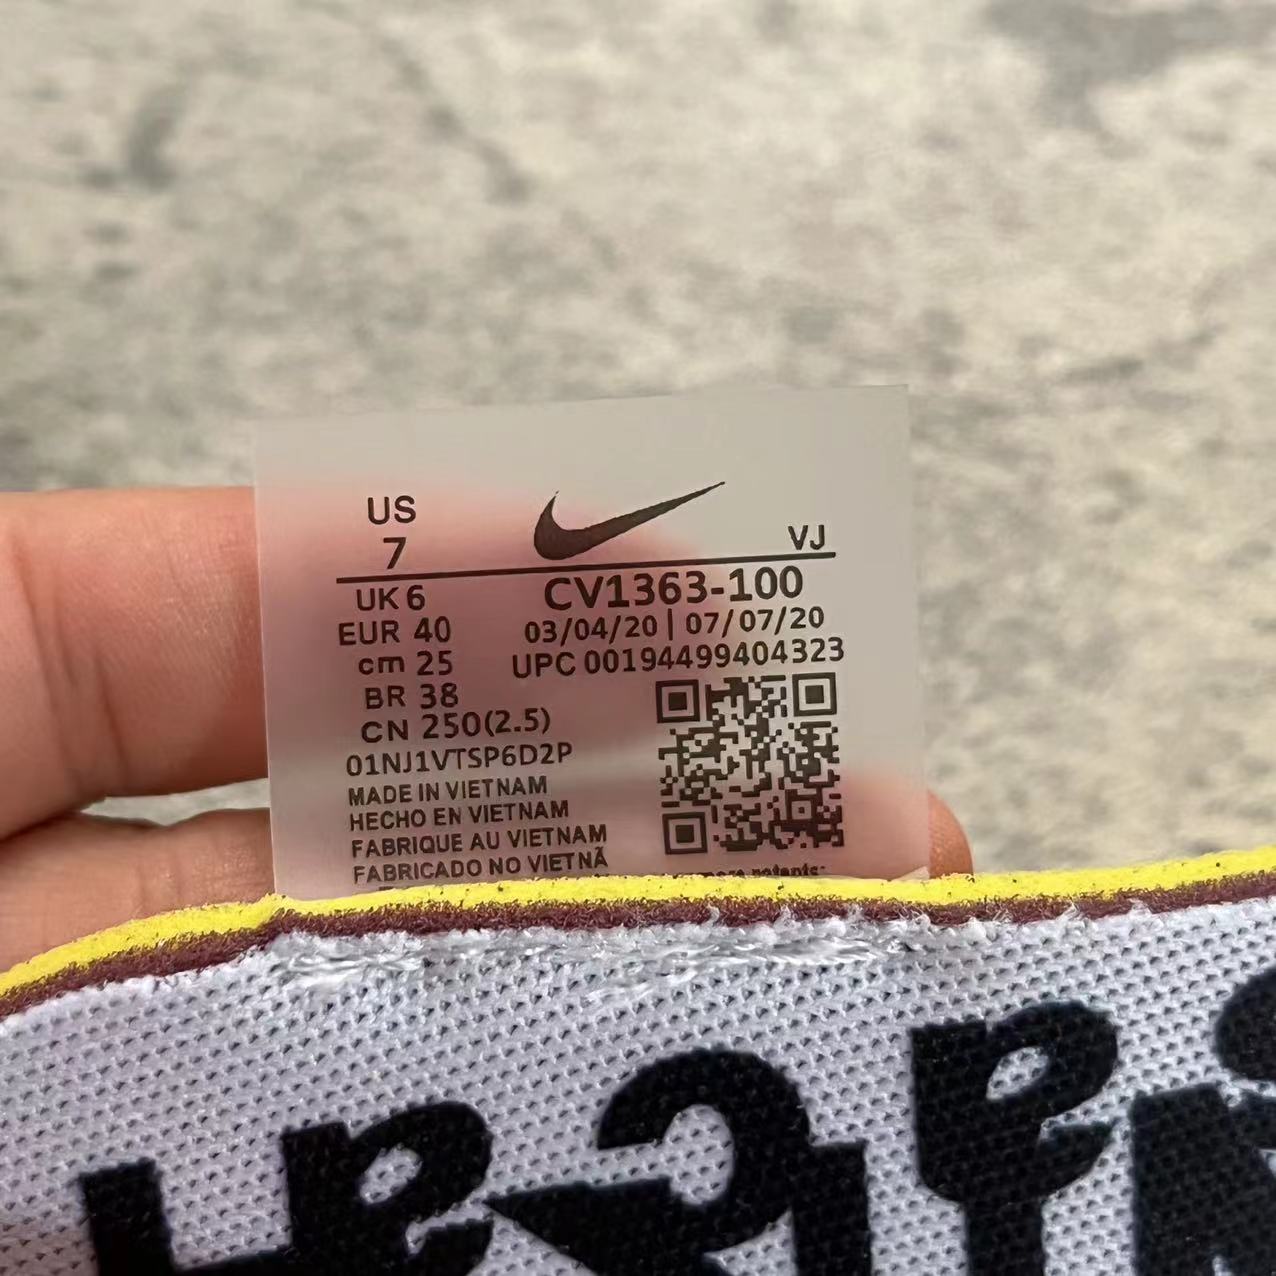 US
7
VJ
UK 6
CV1363-100
EUR 40
03/04/20 | 07/07/20
cm 25
UPC 00194499404323
BR 38
CN 250(2.5)
01NJ1VTSP6D2P
MADE IN VIETNAM
HECHO EN VIETNAM
FABRIQUE AU VIETNAM
FABRICADO NO VIETNÃ